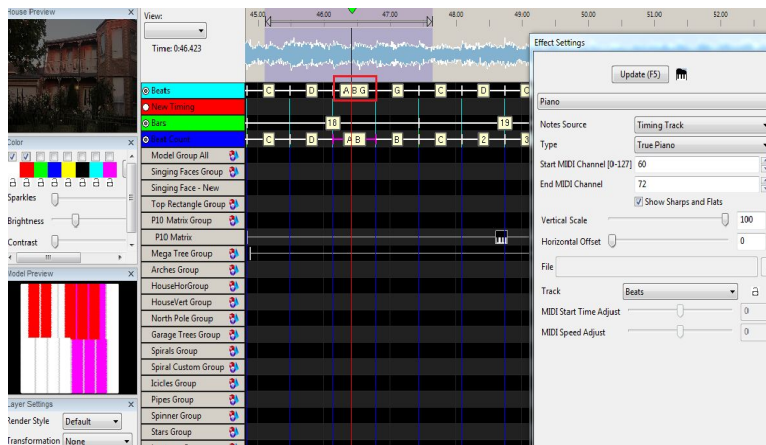 House Preview
X
View:
Time: 0:46.423
45.00
46.00
47.00
48.00
49.00
50.00
51.00
52.00
Effect Settings
Update (F5)
Piano
Notes Source
Timing Track
Type
True Piano
Start MIDI Channel [0-127]
60
End MIDI Channel
72
Show Sharps and Flats
Vertical Scale
100
Horizontal Offset
0
File
Track
Beats
MIDI Start Time Adjust
0
MIDI Speed Adjust
0
Beats
C
D
A B G
G
C
D
C
New Timing
Bars
18
19
C
D
A B
B
C
2
3
Model Group All
Singing Faces Group
Singing Face - New
Top Rectangle Group
P10 Matrix Group
P10 Matrix
Mega Tree Group
Arches Group
HouseHorGroup
HouseVert Group
North Pole Group
Garage Trees Group
Spirals Group
Spiral Custom Group
Icicles Group
Pipes Group
Spinner Group
Stars Group
Color
X
Sparkles
Brightness
Contrast
Model Preview
X
Layer Settings
X
Render Style
Default
Transformation
None